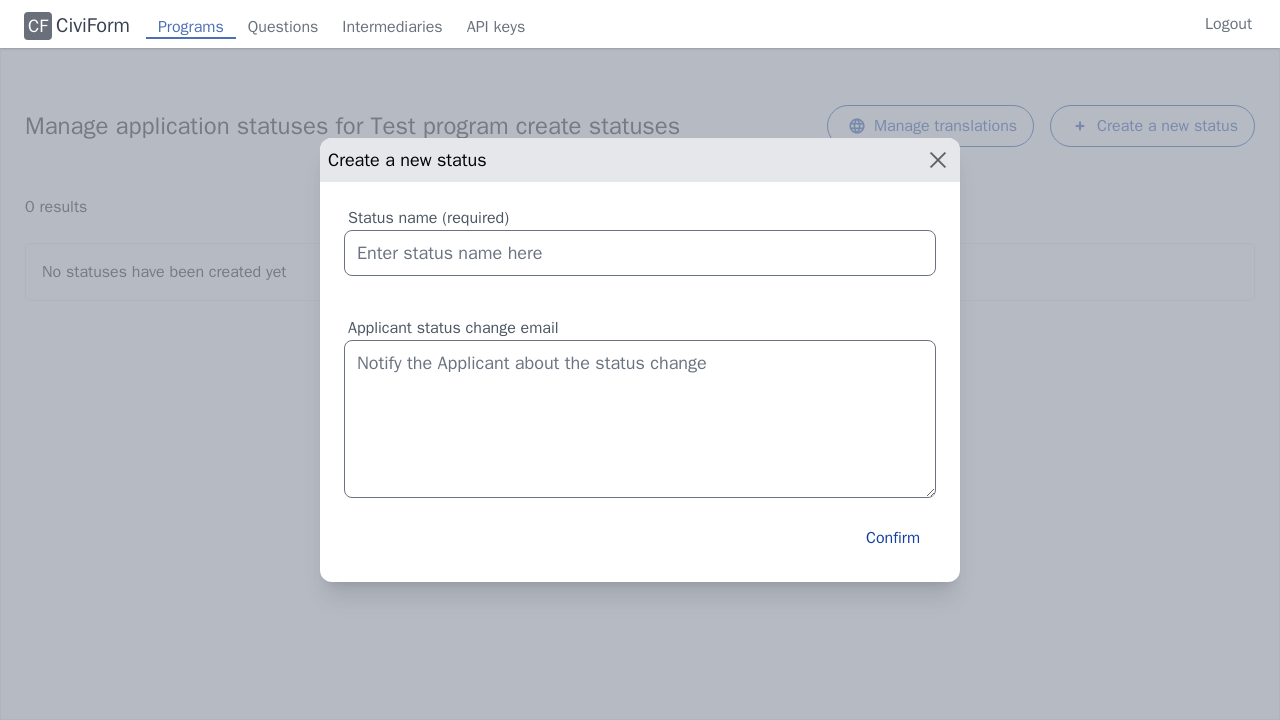 CF CiviForm Programs Questions Intermediaries API keys Logout
Manage application statuses for Test program create statuses Manage translations + Create a new status
Create a new status
0 results
Status name (required)
Enter status name here
No statuses have been created yet
Applicant status change email
Notify the Applicant about the status change
Confirm